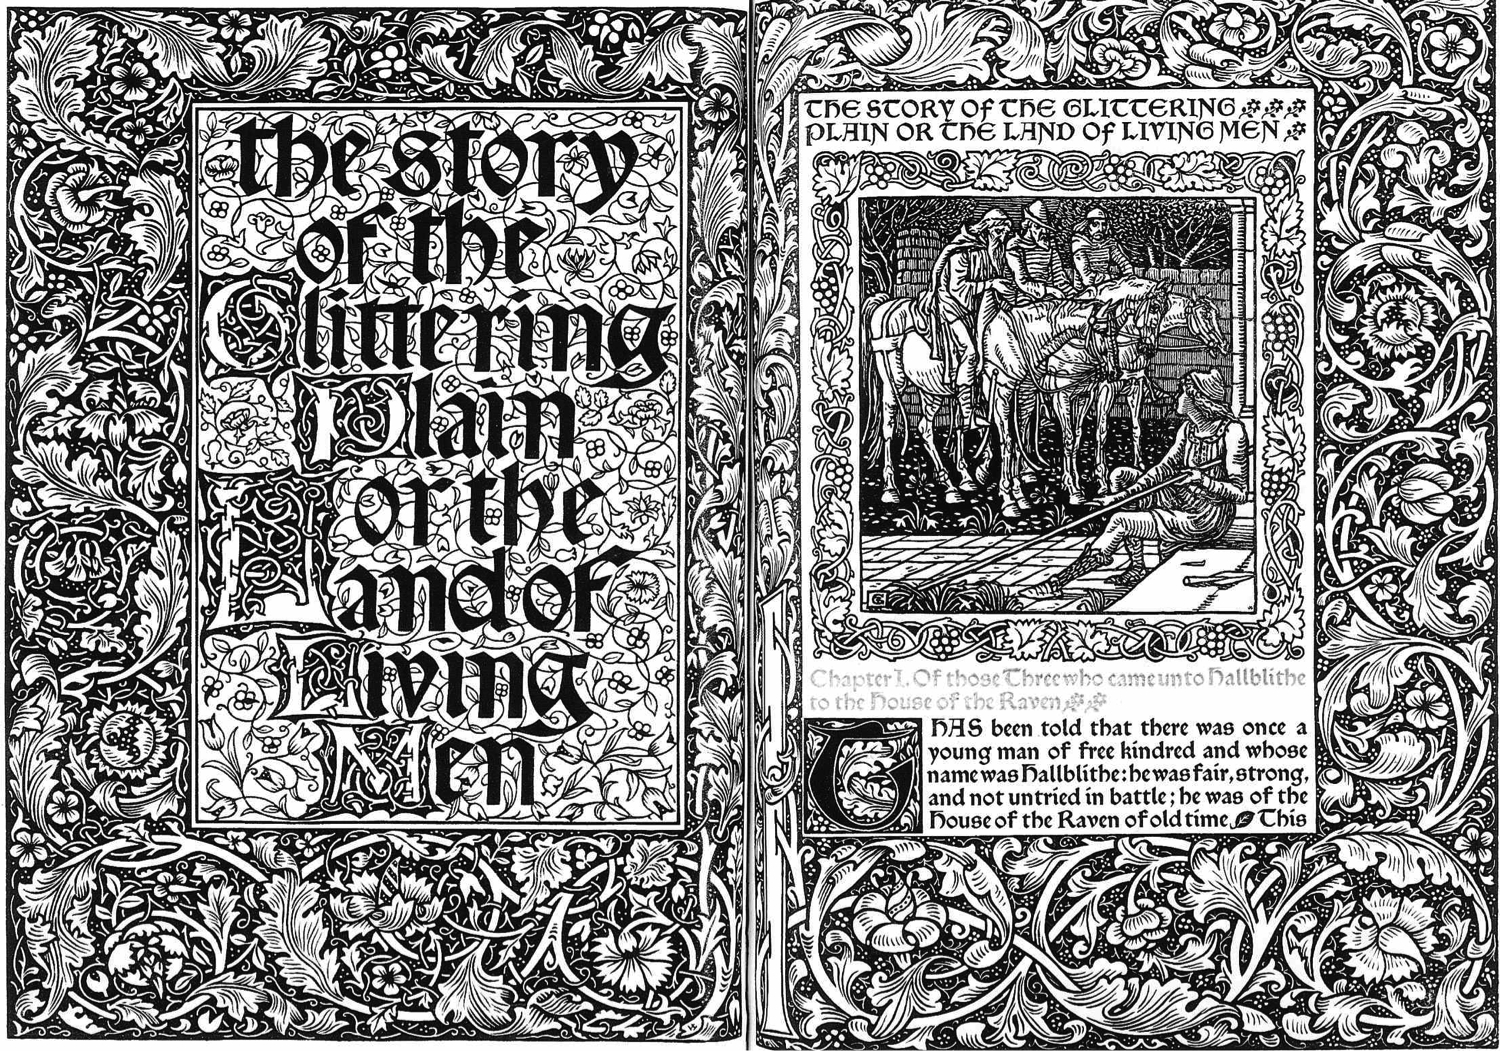 the story
of the
Glittering
Plain
or the
Land of
Living
Men
THE STORY OF THE GLITTERING
PLAIN OR THE LAND OF LIVING MEN
Chapter I. Of those Three who came unto Hallblithe
to the House of the Raven
T HAS been told that there was once a
young man of free kindred and whose
name was Hallblithe: he was fair, strong,
and not untried in battle; he was of the
House of the Raven of old time. This